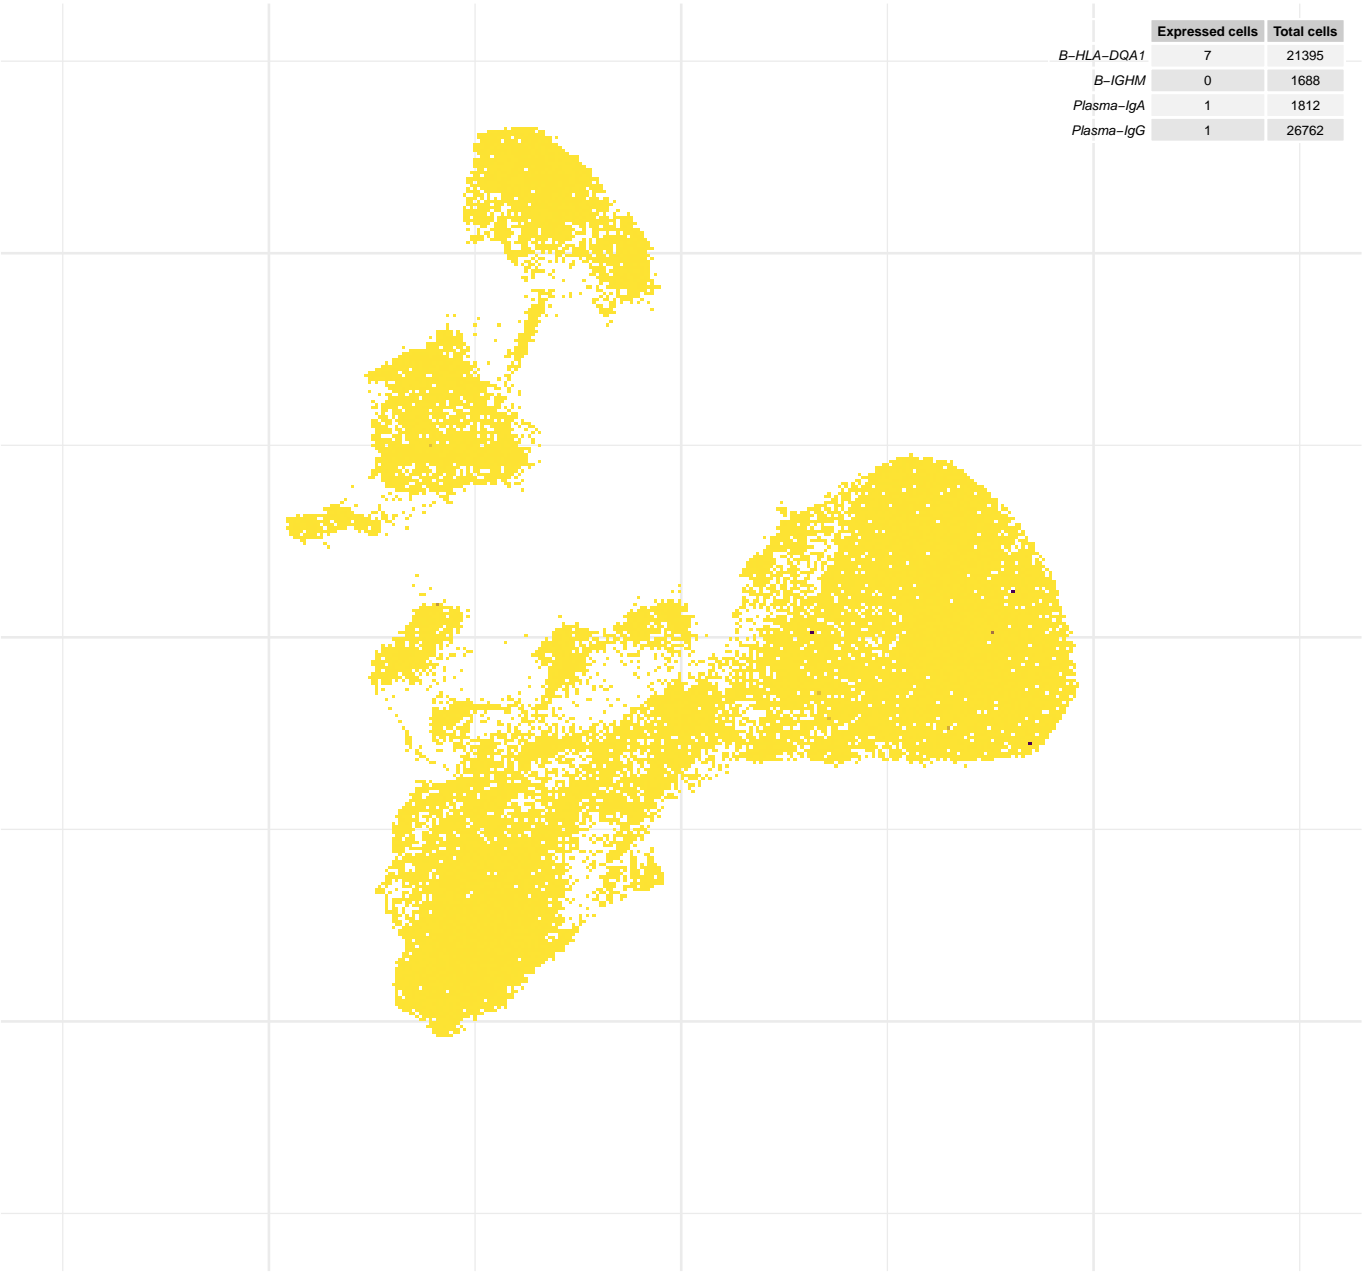 Expressed cells Total cells
B−HLA−DQA1 7 21395
B−IGHM 0 1688
Plasma−IgA 1 1812
Plasma−IgG 1 26762